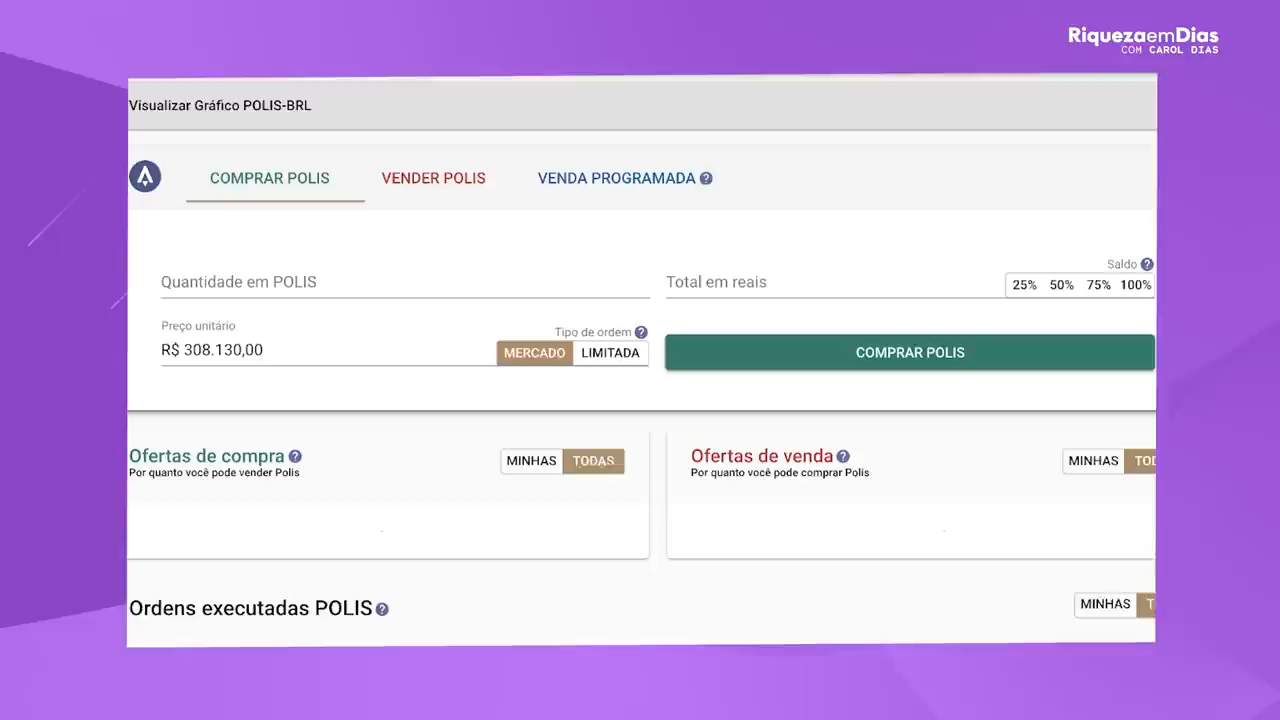 RiquezaemDias
COM CAROL DIAS
Visualizar Gráfico POLIS-BRL
COMPRAR POLIS
VENDER POLIS
VENDA PROGRAMADA ?
Saldo ?
Quantidade em POLIS
Total em reais
25% 50% 75% 100%
Preço unitário
Tipo de ordem ?
R$ 308.130,00
MERCADO LIMITADA
COMPRAR POLIS
Ofertas de compra ?
Por quanto você pode vender Polis
MINHAS TODAS
Ofertas de venda ?
Por quanto você pode comprar Polis
MINHAS TOD
Ordens executadas POLIS ?
MINHAS T